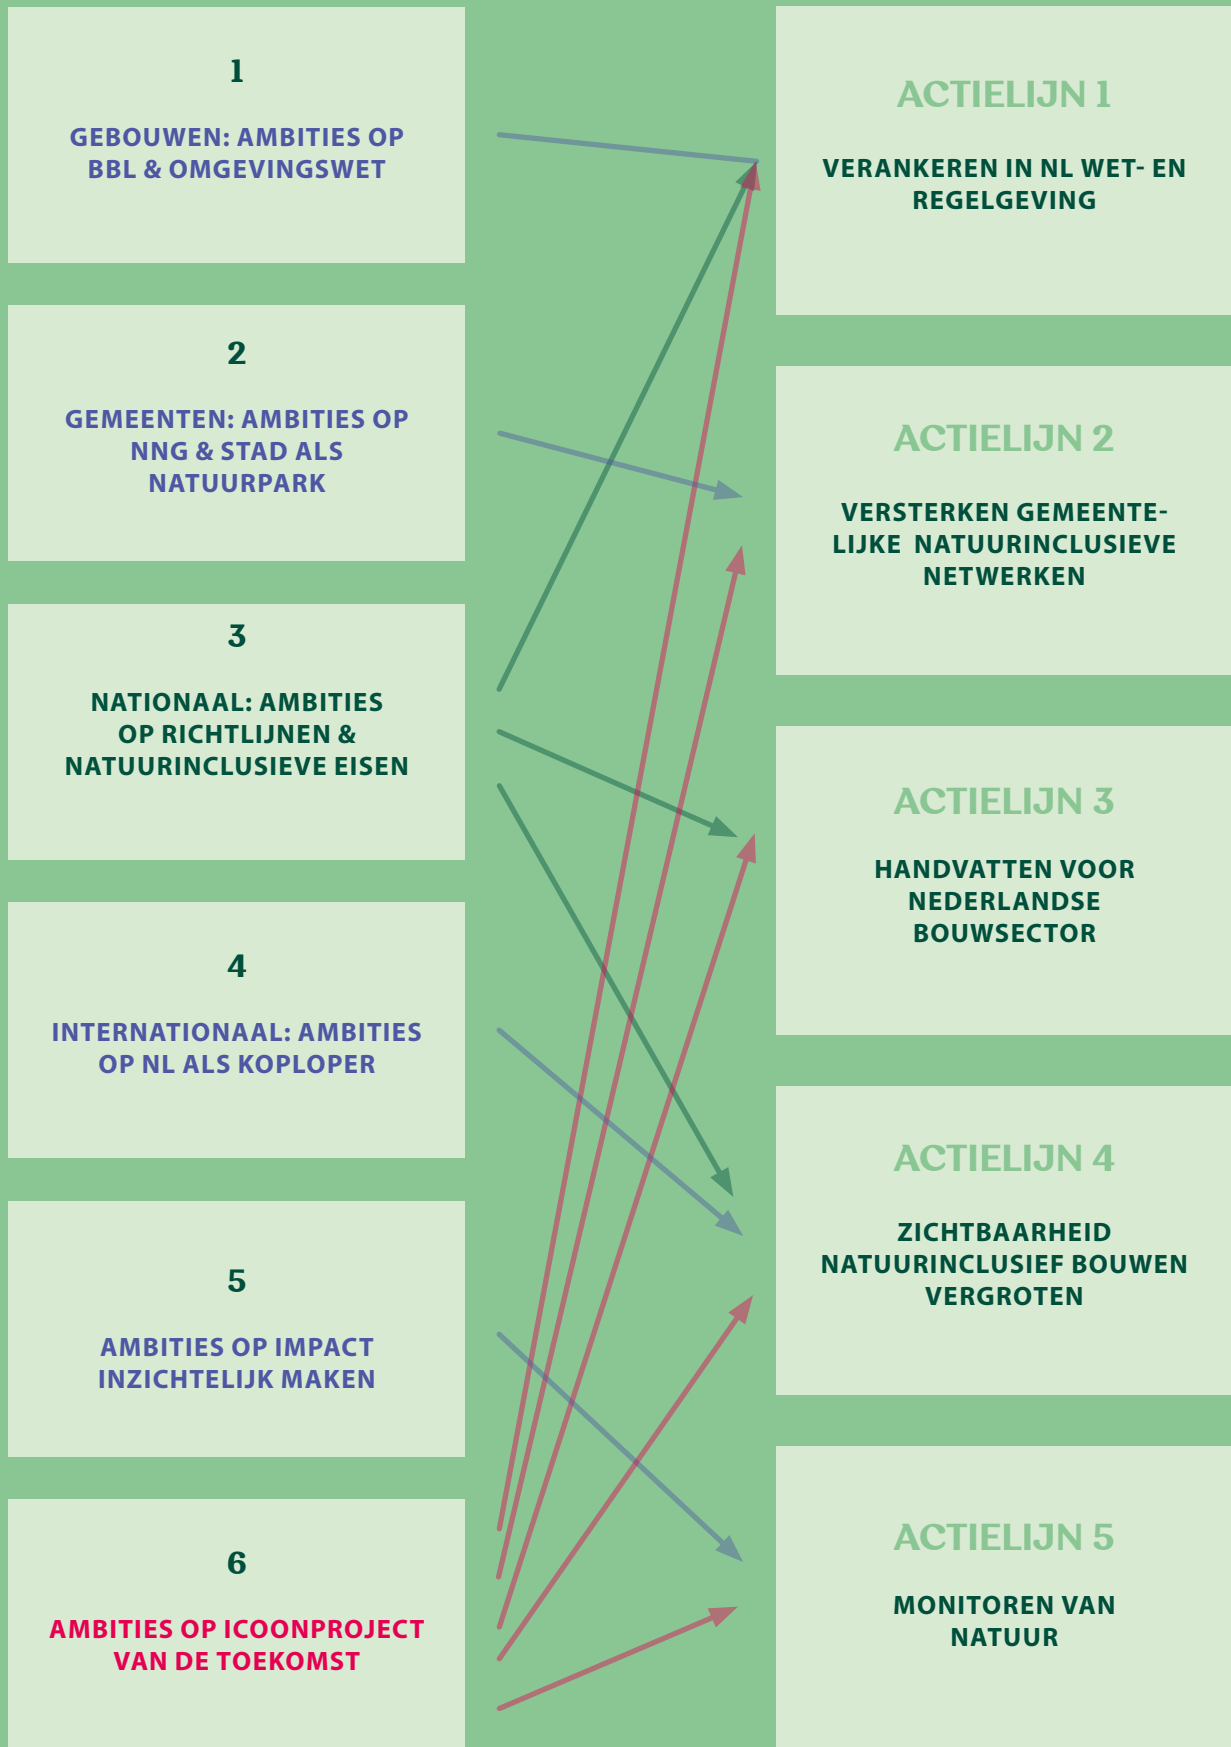 1
GEBOUWEN: AMBITIES OP
BBL & OMGEVINGSWET
2
GEMEENTEN: AMBITIES OP
NNG & STAD ALS
NATUURPARK
3
NATIONAAL: AMBITIES
OP RICHTLIJNEN &
NATUURINCLUSIEVE EISEN
4
INTERNATIONAAL: AMBITIES
OP NL ALS KOPLOPER
5
AMBITIES OP IMPACT
INZICHTELIJK MAKEN
6
AMBITIES OP ICOONPROJECT
VAN DE TOEKOMST
ACTIELIJN 1
VERANKEREN IN NL WET- EN
REGELGEVING
ACTIELIJN 2
VERSTERKEN GEMEENTE-
LIJKE NATUURINCLUSIEVE
NETWERKEN
ACTIELIJN 3
HANDVATTEN VOOR
NEDERLANDSE
BOUWSECTOR
ACTIELIJN 4
ZICHTBAARHEID
NATUURINCLUSIEF BOUWEN
VERGROTEN
ACTIELIJN 5
MONITOREN VAN
NATUUR